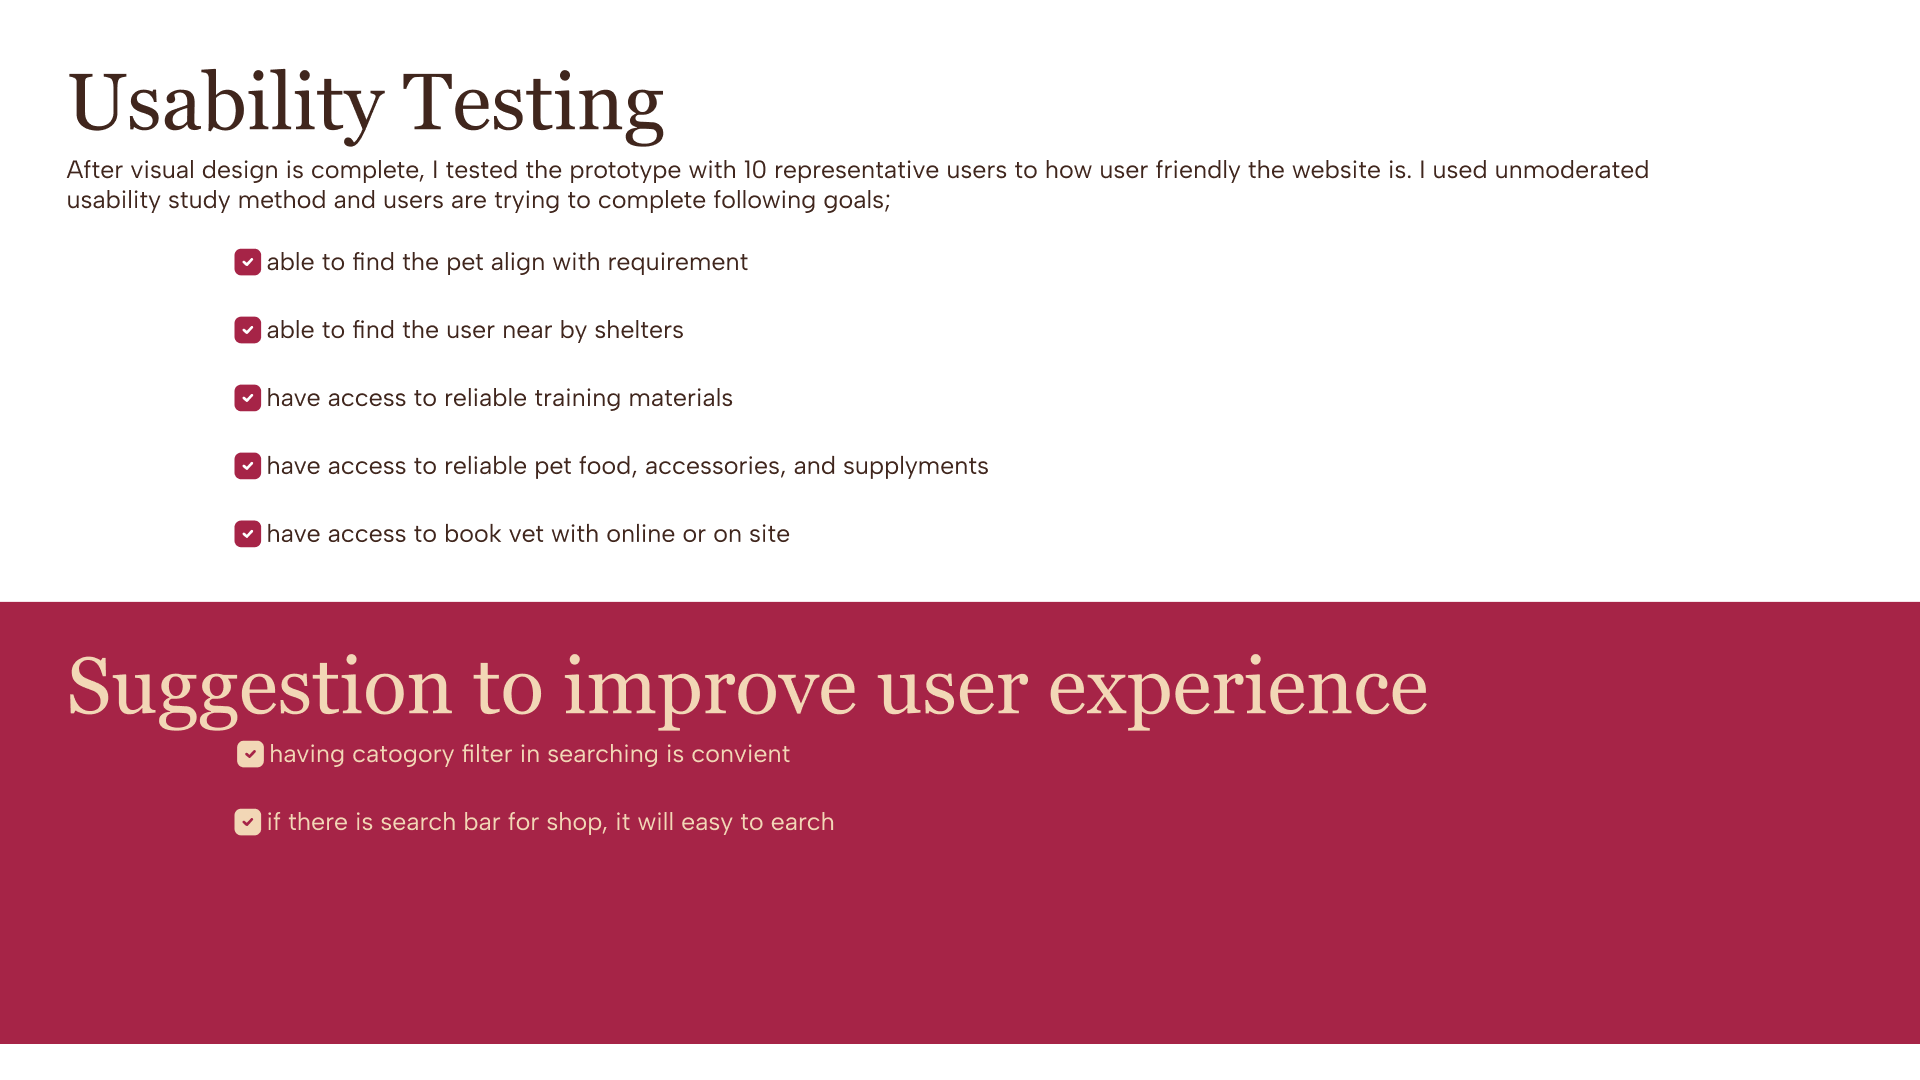 Usability Testing
After visual design is complete, I tested the prototype with 10 representative users to how user friendly the website is. I used unmoderated
usability study method and users are trying to complete following goals;
able to find the pet align with requirement
able to find the user near by shelters
have access to reliable training materials
have access to reliable pet food, accessories, and supplyments
have access to book vet with online or on site
Suggestion to improve user experience
having catogory filter in searching is convient
if there is search bar for shop, it will easy to earch